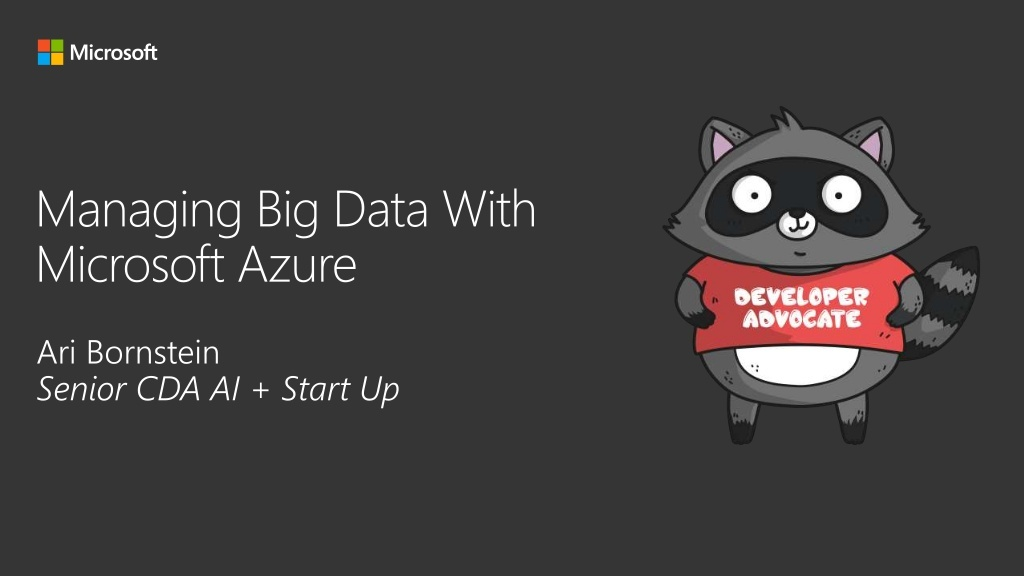 Microsoft
Managing Big Data With
Microsoft Azure
Ari Bornstein
Senior CDA AI + Start Up
DEVELOPER
ADVOCATE